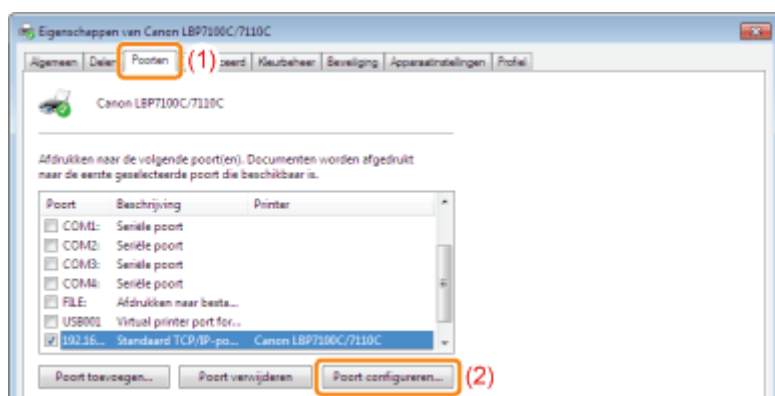 Eigenschappen van Canon LBP7100C/7110C
Algemeen Delen Poorten (1) Kleurbeheer Beveiliging Apparaatinstellingen Profiel
Canon LBP7100C/7110C
Afdrukken naar de volgende poort(en). Documenten worden afgedrukt
naar de eerste geselecteerde poort die beschikbaar is.
Poort Beschrijving Printer
COM1: Seriële poort
COM2: Seriële poort
COM3: Seriële poort
COM4: Seriële poort
FILE: Afdrukken naar besta...
USB001 Virtual printer port for...
192.16... Standaard TCP/IP-po... Canon LBP7100C/7110C
Poort toevoegen... Poort verwijderen Poort configureren... (2)